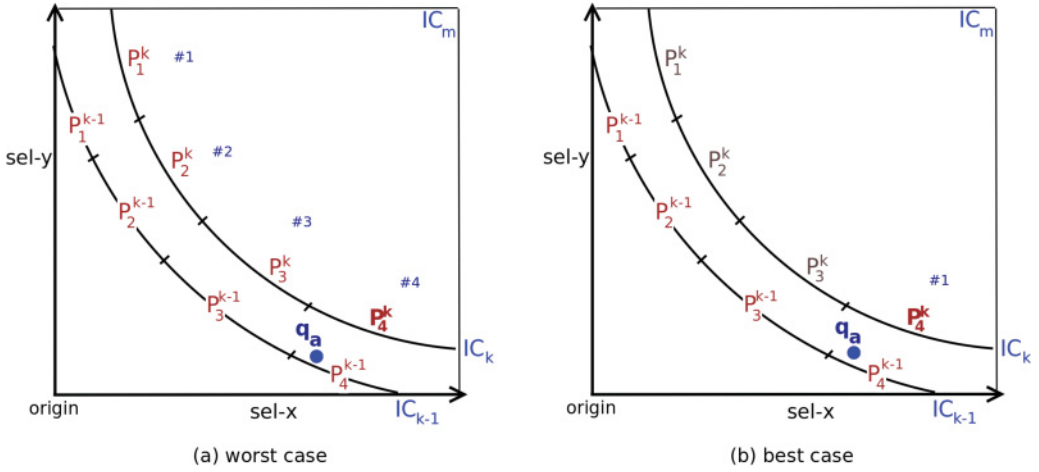 IC_m
P_1^k #1
P_1^{k-1}
sel-y
P_2^k #2
P_2^{k-1}
#3
P_3^k
#4
P_3^{k-1}
P_4^k
q_a
IC_k
P_4^{k-1}
origin
sel-x
IC_{k-1}
(a) worst case
IC_m
P_1^k
P_1^{k-1}
sel-y
P_2^k
P_2^{k-1}
P_3^k
#1
P_3^{k-1}
P_4^k
q_a
IC_k
P_4^{k-1}
origin
sel-x
IC_{k-1}
(b) best case